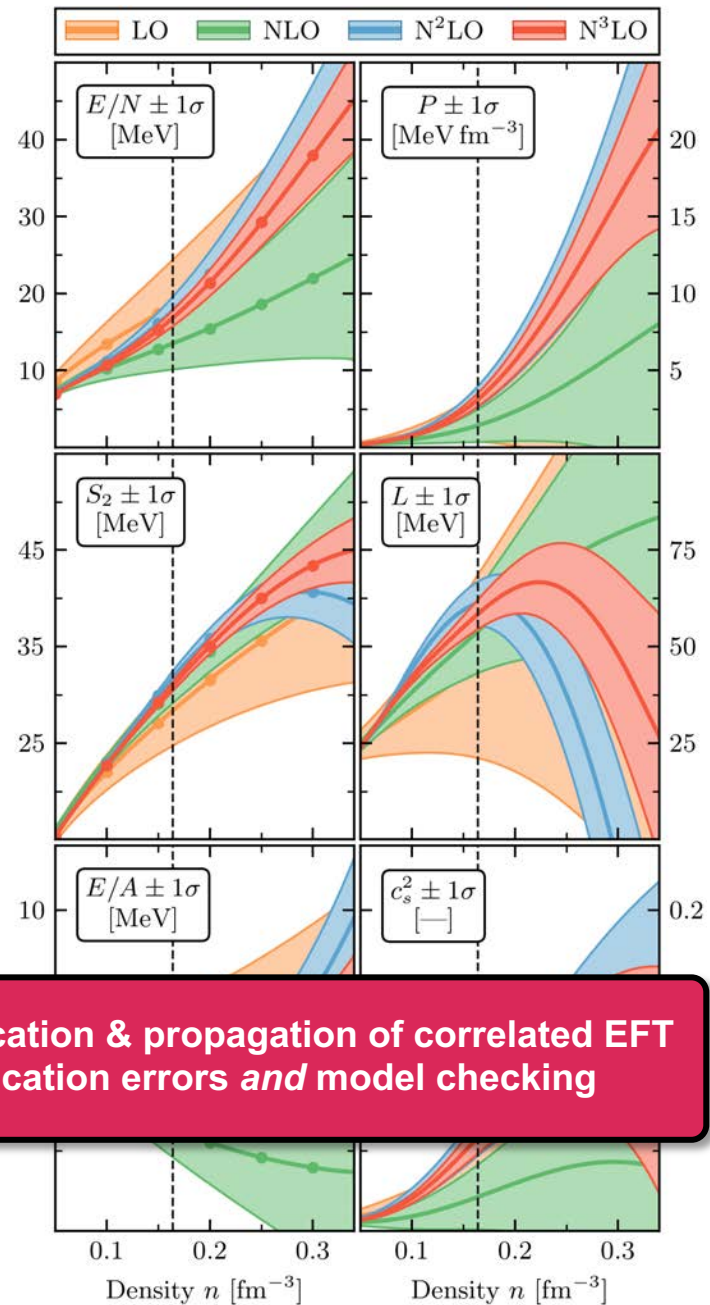 LO NLO N²LO N³LO
E/N ± 1σ
[MeV]
P ± 1σ
[MeV fm⁻³]
40
30
20
10
20
15
10
5
S₂ ± 1σ
[MeV]
L ± 1σ
[MeV]
45
35
25
75
50
25
E/A ± 1σ
[MeV]
c²ₛ ± 1σ
[—]
10
0.2
cation & propagation of correlated EFT
cation errors and model checking
0.1 0.2 0.3
0.1 0.2 0.3
Density n [fm⁻³]
Density n [fm⁻³]